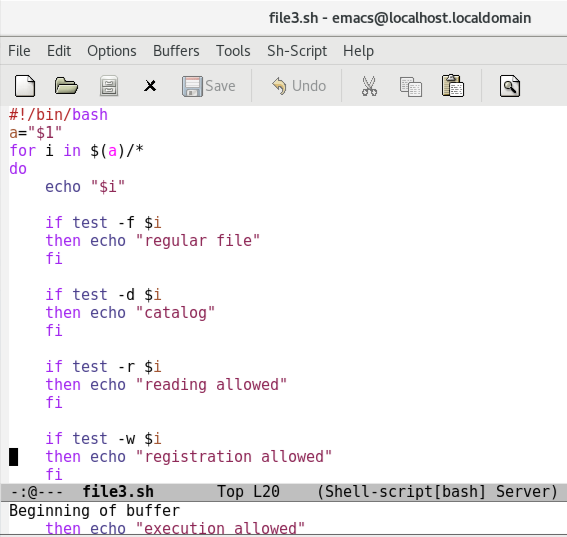 file3.sh - emacs@localhost.localdomain
File Edit Options Buffers Tools Sh-Script Help
Save Undo
#!/bin/bash
a="$1"
for i in $(a)/*
do
    echo "$i"

    if test -f $i
    then echo "regular file"
    fi

    if test -d $i
    then echo "catalog"
    fi

    if test -r $i
    then echo "reading allowed"
    fi

    if test -w $i
    then echo "registration allowed"
    fi
-:@---  file3.sh       Top L20    (Shell-script[bash] Server)
Beginning of buffer
    then echo "execution allowed"